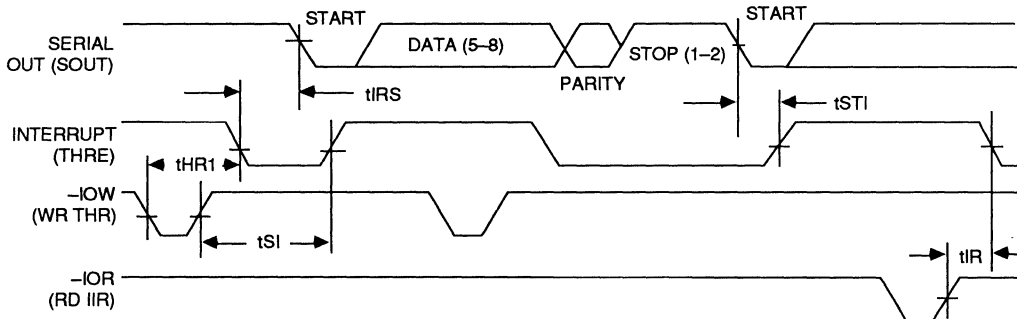 START
START
SERIAL
OUT (SOUT)
DATA (5–8)
STOP (1–2)
PARITY
tIRS
tSTI
INTERRUPT
(THRE)
tHR1
–IOW
(WR THR)
tSI
tIR
–IOR
(RD IIR)